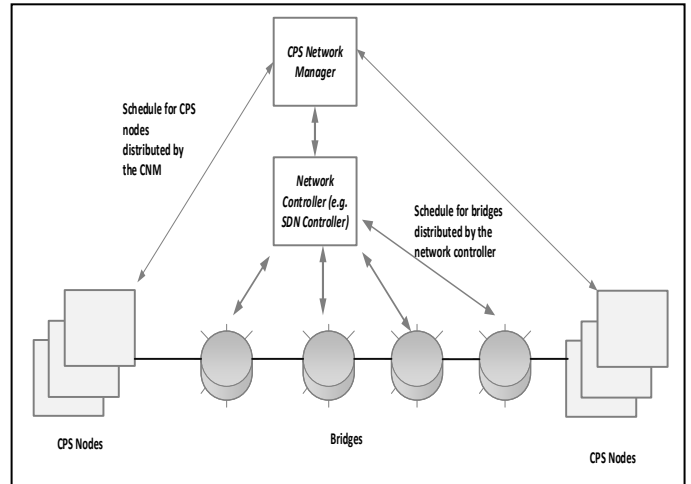 CPS Network
Manager
Schedule for CPS
nodes
distributed by
the CNM
Network
Controller (e.g.
SDN Controller)
Schedule for bridges
distributed by the
network controller
CPS Nodes
Bridges
CPS Nodes